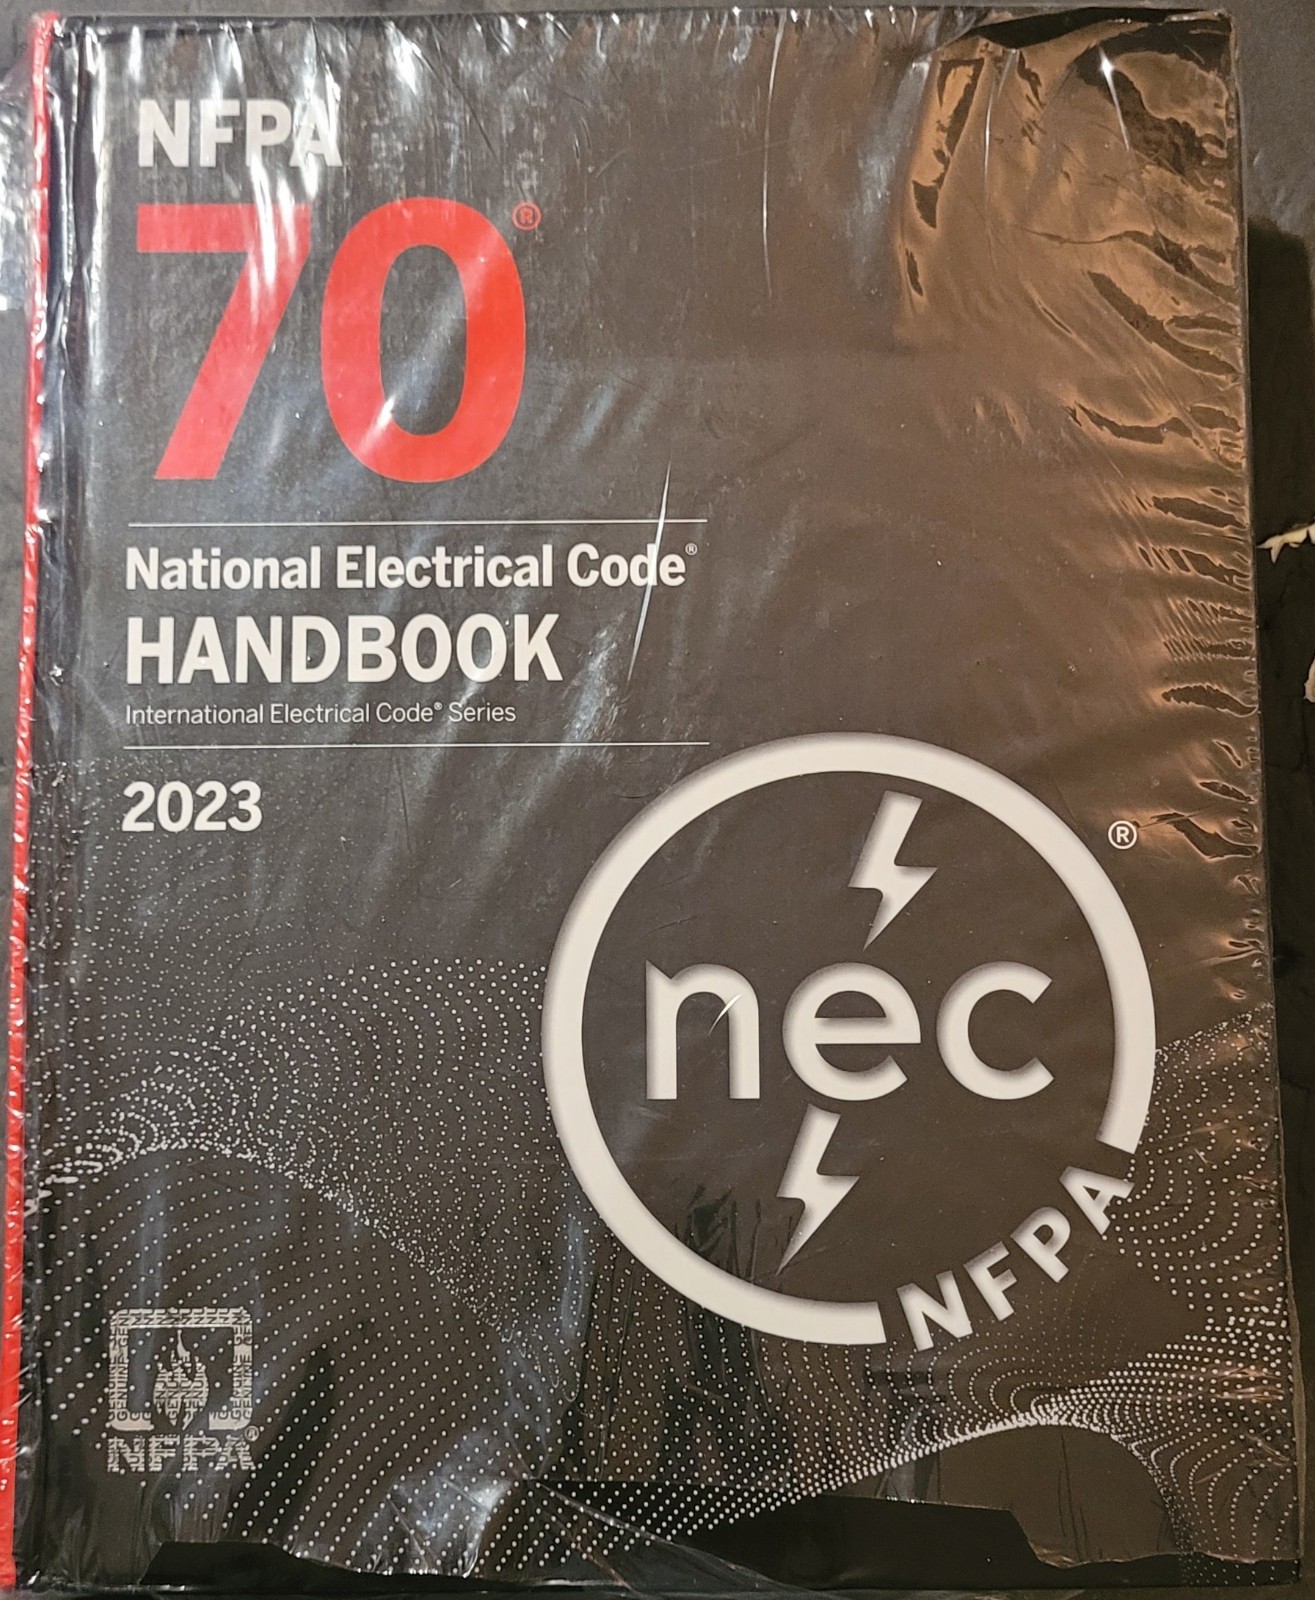 NFPA
70®
National Electrical Code®
HANDBOOK
International Electrical Code® Series
2023
nec®
NFPA
NFPA®